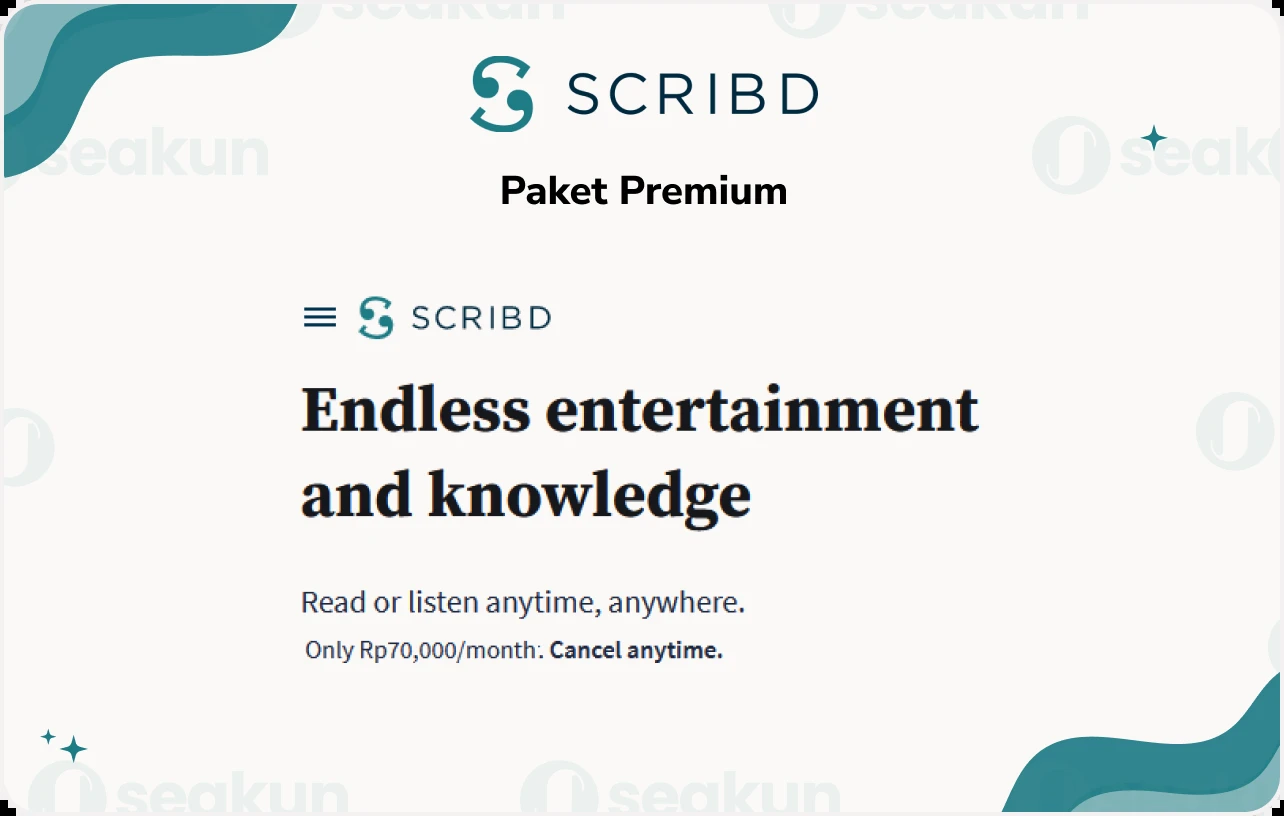 seakun seakun
SCRIBD
seakun seak
Paket Premium
SCRIBD
Endless entertainment
and knowledge
Read or listen anytime, anywhere.
Only Rp70,000/month. Cancel anytime.
seakun seakun